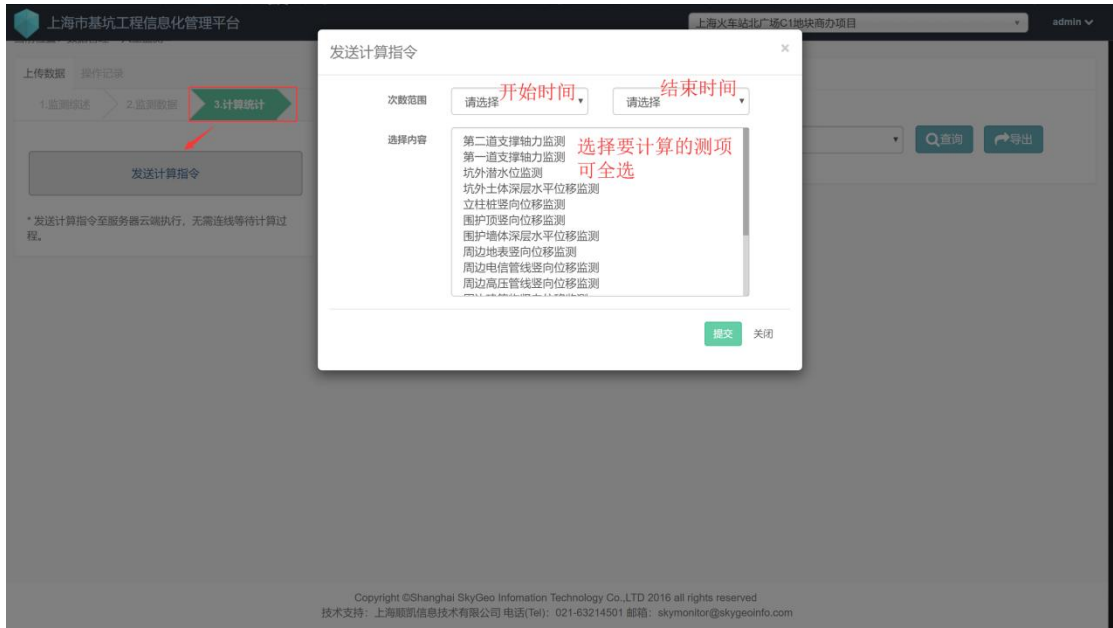 上海市基坑工程信息化管理平台
上海火车站北广场C1地块商办项目
admin
上传数据 操作记录
1.监测综述 2.监测数据 3.计算统计
发送计算指令
* 发送计算指令至服务器云端执行，无需连线等待计算过
程。
发送计算指令
×
次数范围 请选择 开始时间 请选择 结束时间
选择内容
第二道支撑轴力监测
第一道支撑轴力监测
坑外潜水位监测
坑外土体深层水平位移监测
立柱桩竖向位移监测
围护顶竖向位移监测
围护墙体深层水平位移监测
周边地表竖向位移监测
周边电信管线竖向位移监测
周边高压管线竖向位移监测
选择要计算的测项
可全选
提交 关闭
查询 导出
Copyright ©Shanghai SkyGeo Infomation Technology Co.,LTD 2016 all rights reserved
技术支持：上海顺凯信息技术有限公司 电话(Tel)：021-63214501 邮箱：skymonitor@skygeoinfo.com